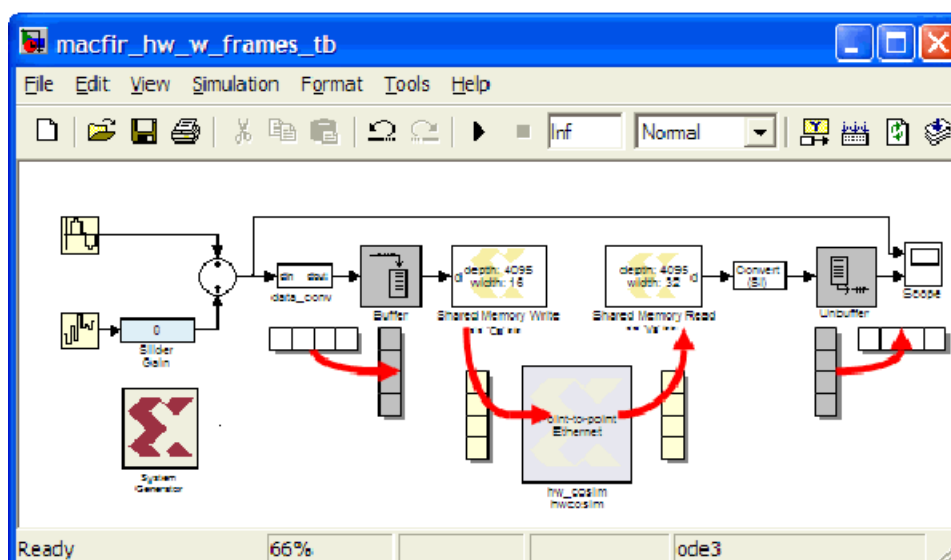 macfir_hw_w_frames_tb
File Edit View Simulation Format Tools Help
Inf
Normal
din dout
data_conv
Buffer
di
depth: 4095
width: 16
Shared Memory Write
depth: 4095
width: 32
d
Shared Memory Read
Convert
Unbuffer
Scope
0
Slider
Gain
System
Generator
Point-to-point
Ethernet
hw_cosim
hwcosim
Ready
66%
ode3